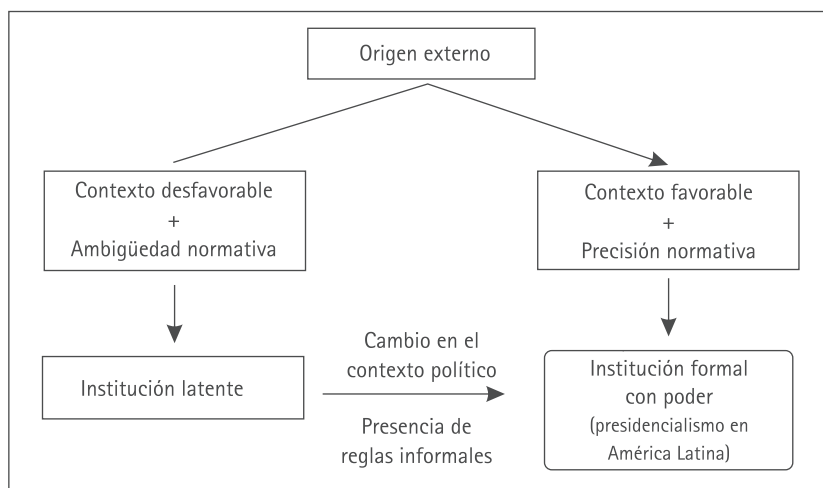 Origen externo
Contexto desfavorable
+
Ambigüedad normativa
Contexto favorable
+
Precisión normativa
Institución latente
Cambio en el
contexto político
Presencia de
reglas informales
Institución formal
con poder
(presidencialismo en
América Latina)